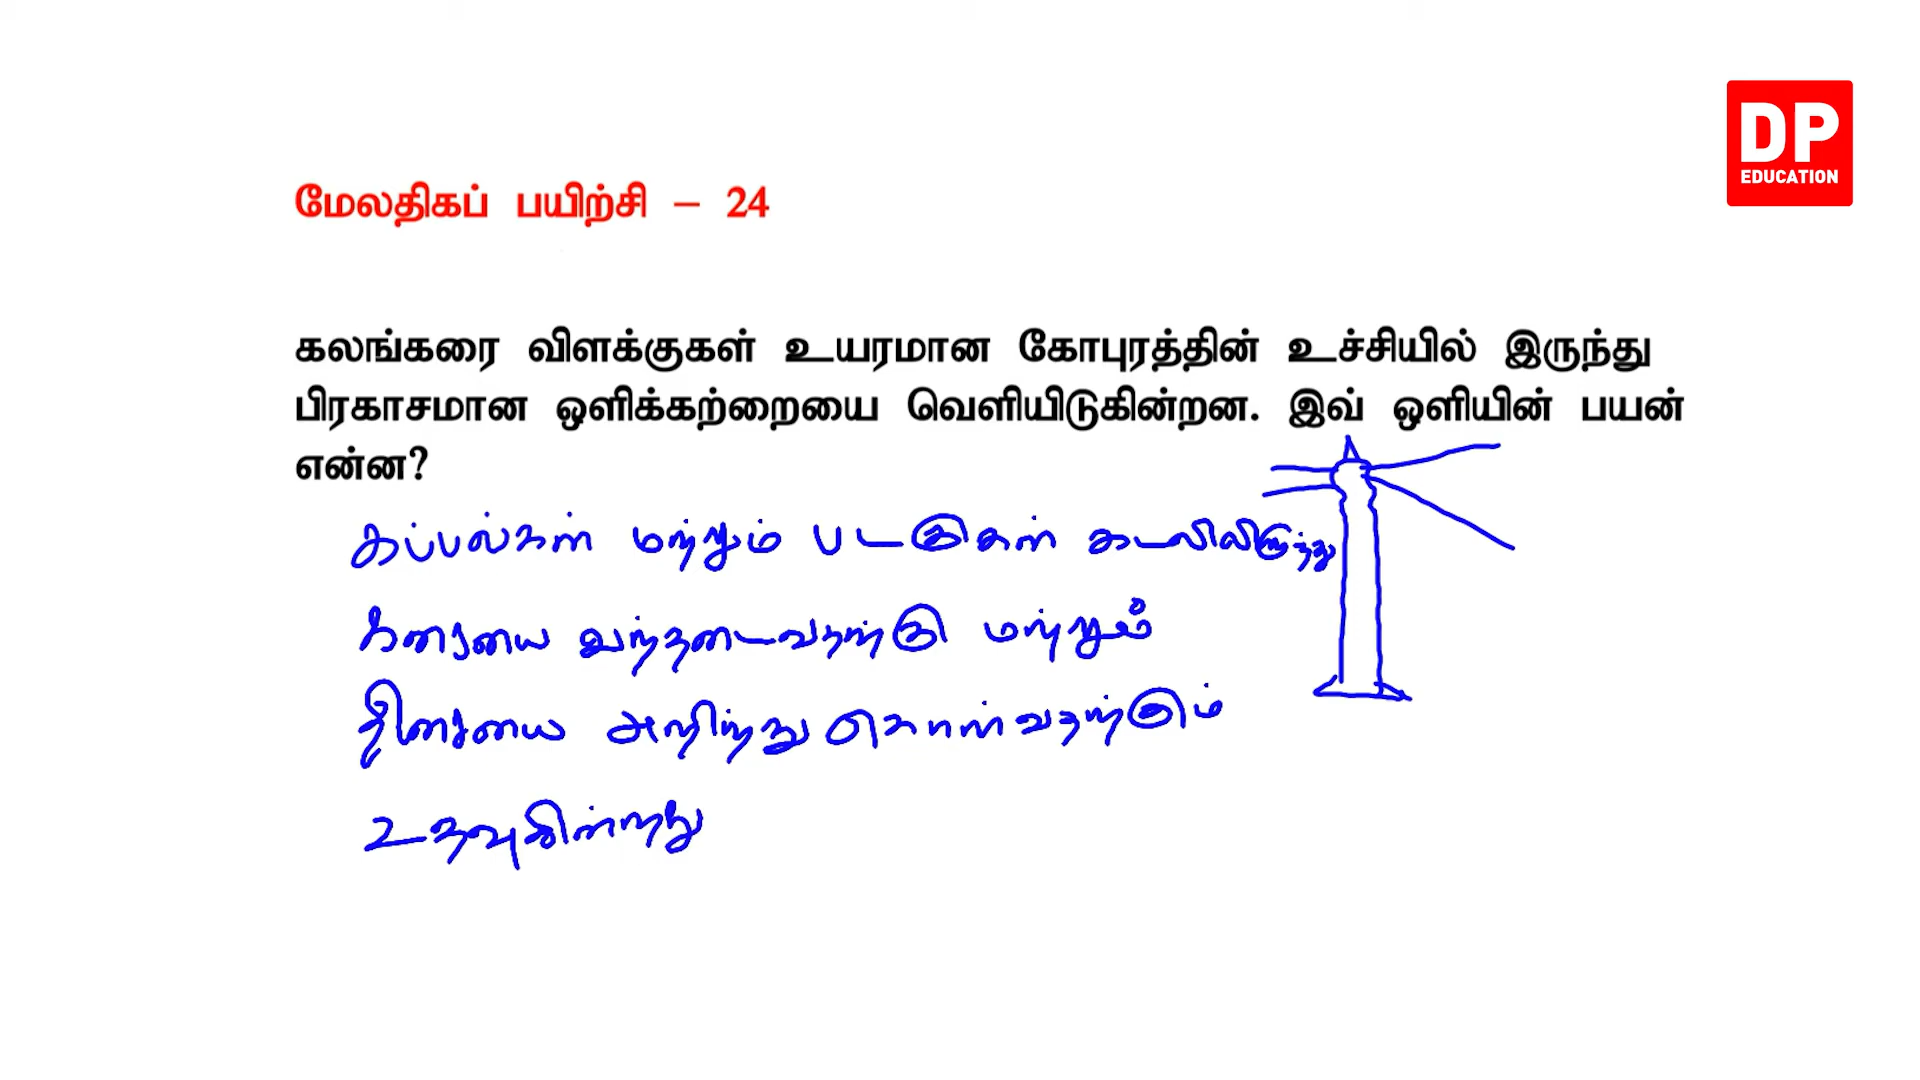 DP
EDUCATION
மேலதிகப் பயிற்சி – 24
கலங்கரை விளக்குகள் உயரமான கோபுரத்தின் உச்சியில் இருந்து
பிரகாசமான ஒளிக்கற்றையை வெளியிடுகின்றன. இவ் ஒளியின் பயன்
என்ன?
கப்பல்கள் மற்றும் படகுகள் கடலிலிருந்து
கரையை வந்தடைவதற்கு மற்றும்
திசையை அறிந்து கொள்வதற்கும்
உதவுகின்றது